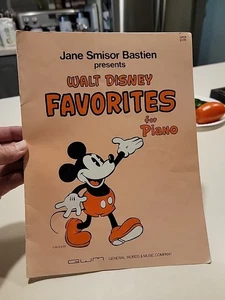 Jane Smisor Bastien
presents
WALT DISNEY
FAVORITES
for
Piano
GWM GENERAL WORDS & MUSIC COMPANY